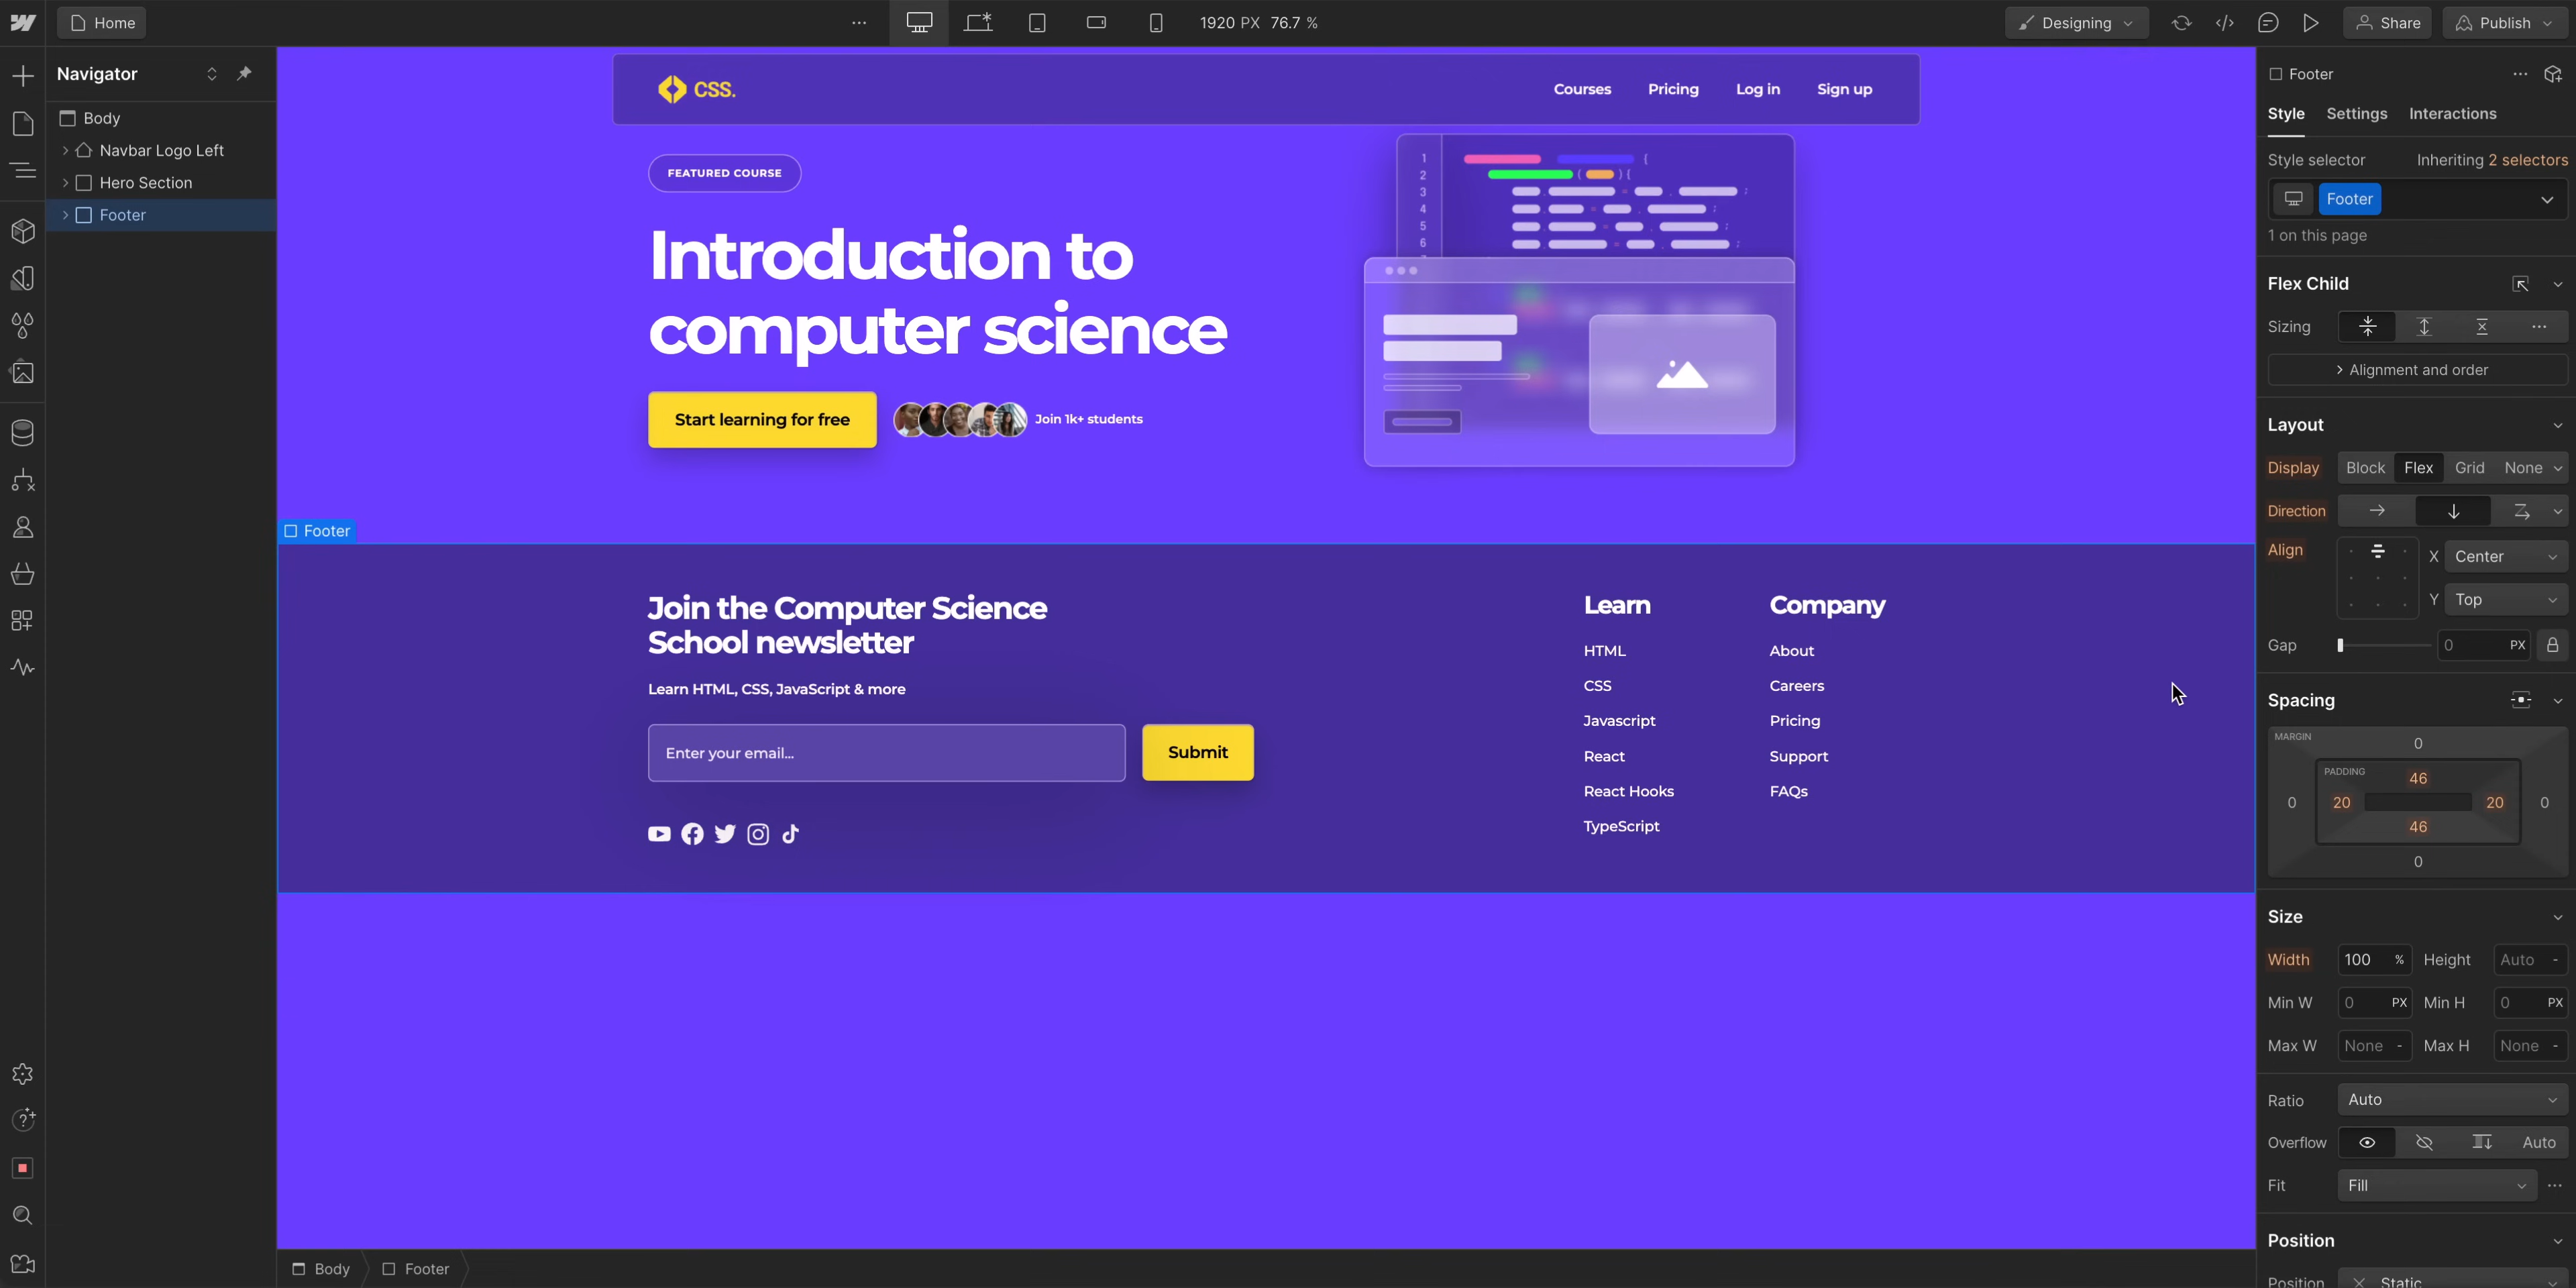 Home
1920 PX 76.7 %
Designing
Share
Publish
Navigator
Body
Navbar Logo Left
Hero Section
Footer
CSS.
Courses
Pricing
Log in
Sign up
FEATURED COURSE
Introduction to
computer science
Start learning for free
Join 1k+ students
1 {
2 ( ) {
3
4
5
6
Footer
Join the Computer Science
School newsletter
Learn HTML, CSS, JavaScript & more
Enter your email...
Submit
Learn
HTML
CSS
Javascript
React
React Hooks
TypeScript
Company
About
Careers
Pricing
Support
FAQs
Body
Footer
Footer
Style
Settings
Interactions
Style selector
Inheriting 2 selectors
Footer
1 on this page
Flex Child
Sizing
Alignment and order
Layout
Display
Block
Flex
Grid
None
Direction
Align
X Center
Y Top
Gap
0 PX
Spacing
MARGIN
0
PADDING
46
0
20
20
0
46
0
Size
Width
100 %
Height
Auto -
Min W
0 PX
Min H
0 PX
Max W
None -
Max H
None -
Ratio
Auto
Overflow
Auto
Fit
Fill
Position
Position
Static